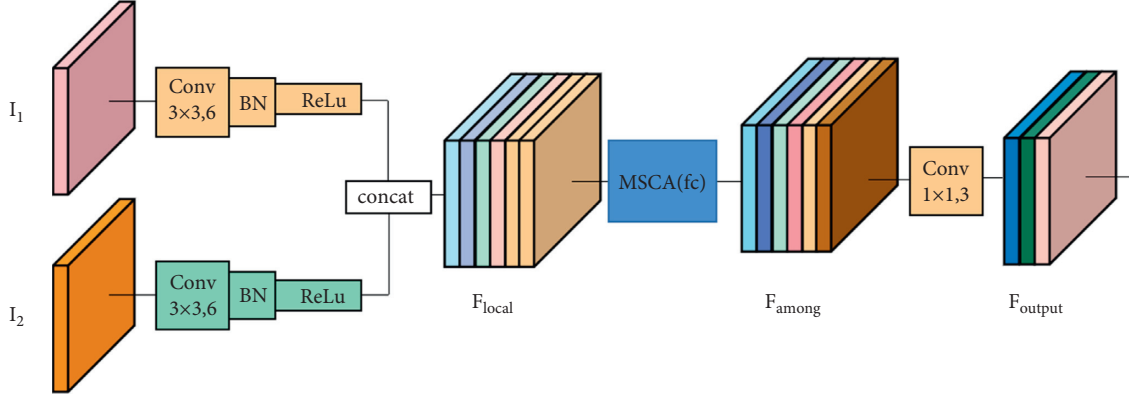 I1
Conv
3×3,6
BN
ReLu
concat
I2
Conv
3×3,6
BN
ReLu
Flocal
MSCA(fc)
Famong
Conv
1×1,3
Foutput